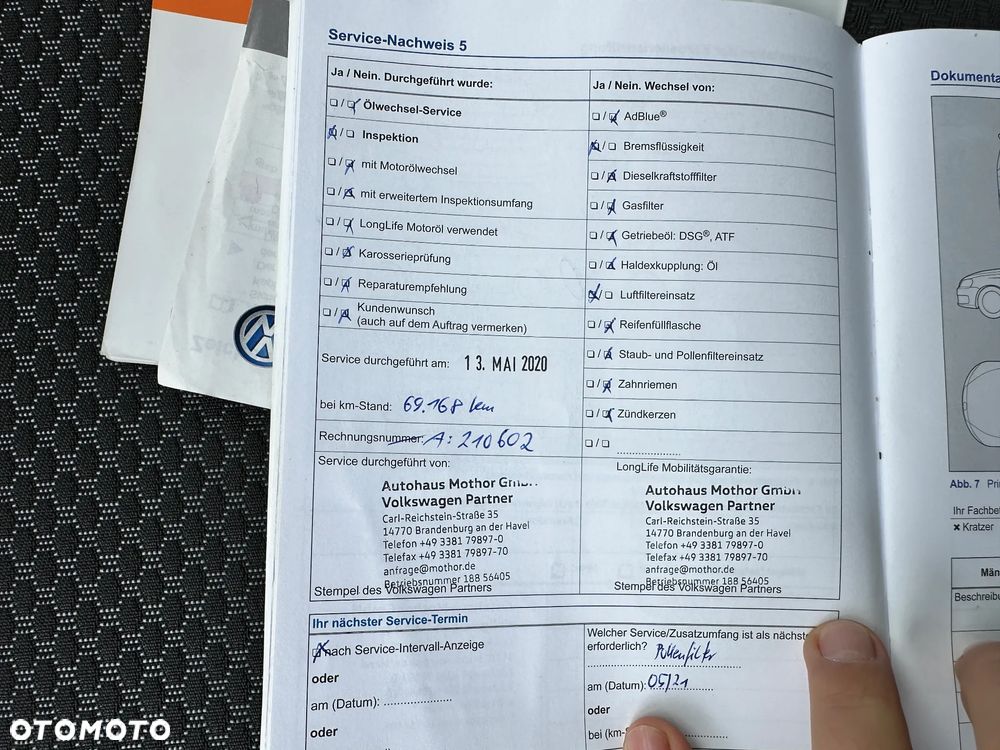 Service-Nachweis 5
Ja / Nein. Durchgeführt wurde:
❏ / ❏ Ölwechsel-Service
❏ / ❏ Inspektion
❏ / ❏ mit Motorölwechsel
❏ / ❏ mit erweitertem Inspektionsumfang
❏ / ❏ LongLife Motoröl verwendet
❏ / ❏ Karosserieprüfung
❏ / ❏ Reparaturempfehlung
❏ / ❏ Kundenwunsch
(auch auf dem Auftrag vermerken)
Service durchgeführt am: 13. MAI 2020
bei km-Stand: 69.168 km
Rechnungsnummer: A: 210602
Ja / Nein. Wechsel von:
❏ / ❏ AdBlue®
❏ / ❏ Bremsflüssigkeit
❏ / ❏ Dieselkraftstofffilter
❏ / ❏ Gasfilter
❏ / ❏ Getriebeöl: DSG®, ATF
❏ / ❏ Haldexkupplung: Öl
❏ / ❏ Luftfiltereinsatz
❏ / ❏ Reifenfüllflasche
❏ / ❏ Staub- und Pollenfiltereinsatz
❏ / ❏ Zahnriemen
❏ / ❏ Zündkerzen
❏ / ❏
Service durchgeführt von:
Autohaus Mothor GmbH
Volkswagen Partner
Carl-Reichstein-Straße 35
14770 Brandenburg an der Havel
Telefon +49 3381 79897-0
Telefax +49 3381 79897-70
anfrage@mothor.de
Betriebsnummer 188 56405
Stempel des Volkswagen Partners
LongLife Mobilitätsgarantie:
Autohaus Mothor GmbH
Volkswagen Partner
Carl-Reichstein-Straße 35
14770 Brandenburg an der Havel
Telefon +49 3381 79897-0
Telefax +49 3381 79897-70
anfrage@mothor.de
Betriebsnummer 188 56405
Stempel des Volkswagen Partners
Ihr nächster Service-Termin
❏ nach Service-Intervall-Anzeige
oder
am (Datum):
oder
Welcher Service/Zusatzumfang ist als nächst
erforderlich? Pollenfilter
am (Datum): 05/21
oder
bei (km-
Dokumenta
Abb. 7 Pri
Ihr Fachbe
✖ Kratzer
Män
Beschreibu
OTOMOTO